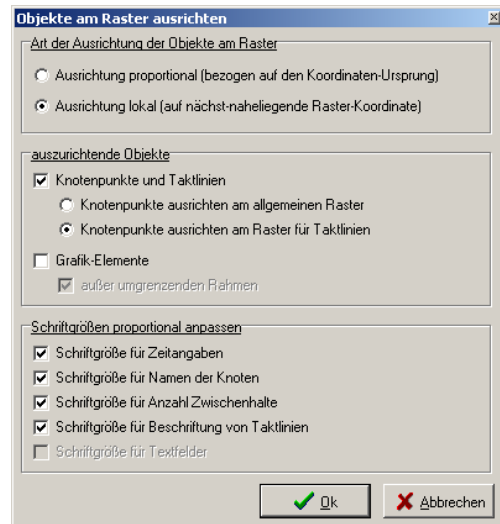 Objekte am Raster ausrichten
Art der Ausrichtung der Objekte am Raster
Ausrichtung proportional (bezogen auf den Koordinaten-Ursprung)
Ausrichtung lokal (auf nächst-naheliegende Raster-Koordinate)
auszurichtende Objekte
Knotenpunkte und Taktlinien
Knotenpunkte ausrichten am allgemeinen Raster
Knotenpunkte ausrichten am Raster für Taktlinien
Grafik-Elemente
außer umgrenzenden Rahmen
Schriftgrößen proportional anpassen
Schriftgröße für Zeitangaben
Schriftgröße für Namen der Knoten
Schriftgröße für Anzahl Zwischenhalte
Schriftgröße für Beschriftung von Taktlinien
Schriftgröße für Textfelder
Ok
Abbrechen